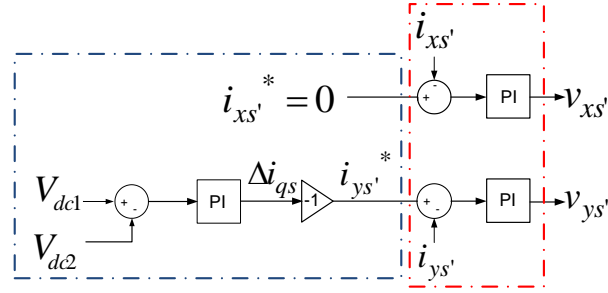 i_{xs'}
+ -
i_{xs'}^* = 0
PI
v_{xs'}
V_{dc1}
+ -
PI
Δi_{qs}
-1
i_{ys'}^*
+ -
PI
v_{ys'}
V_{dc2}
i_{ys'}